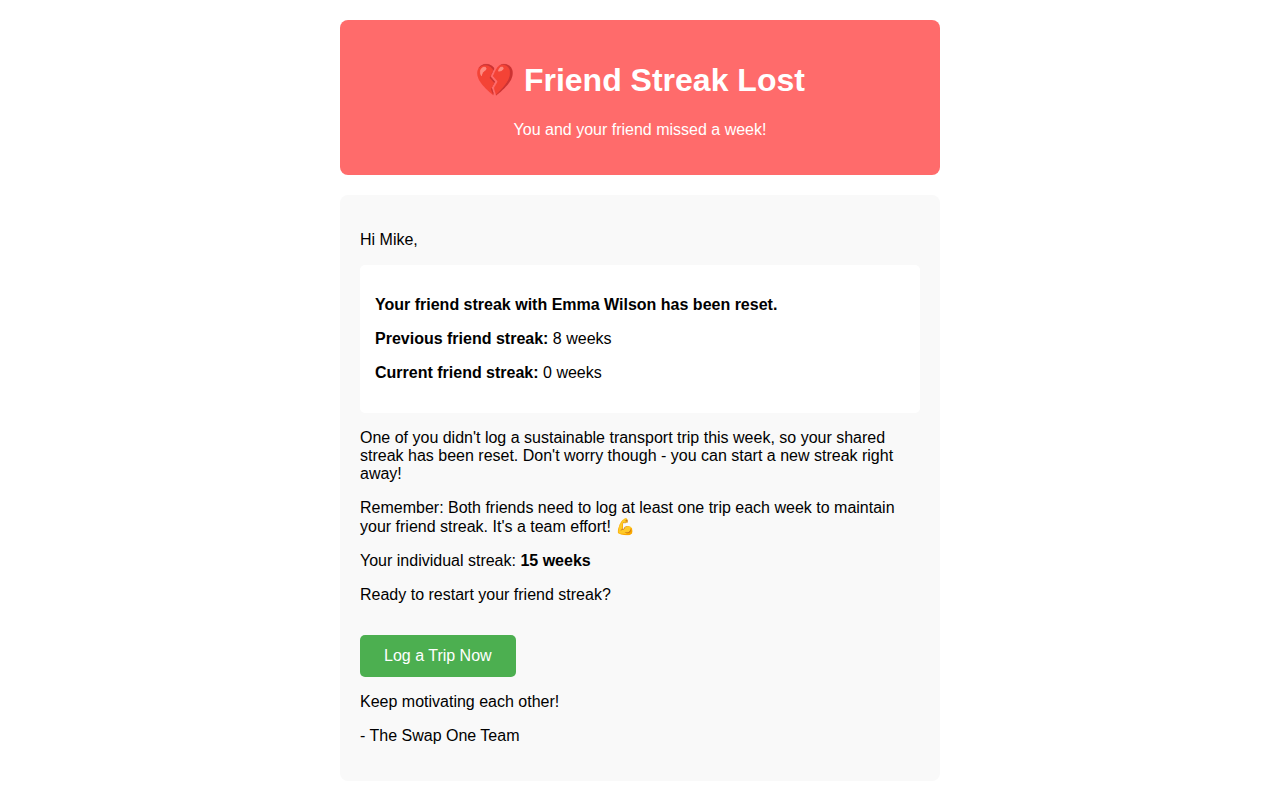 💔 Friend Streak Lost
You and your friend missed a week!
Hi Mike,
Your friend streak with Emma Wilson has been reset.
Previous friend streak: 8 weeks
Current friend streak: 0 weeks
One of you didn't log a sustainable transport trip this week, so your shared
streak has been reset. Don't worry though - you can start a new streak right
away!
Remember: Both friends need to log at least one trip each week to maintain
your friend streak. It's a team effort! 💪
Your individual streak: 15 weeks
Ready to restart your friend streak?
Log a Trip Now
Keep motivating each other!
- The Swap One Team